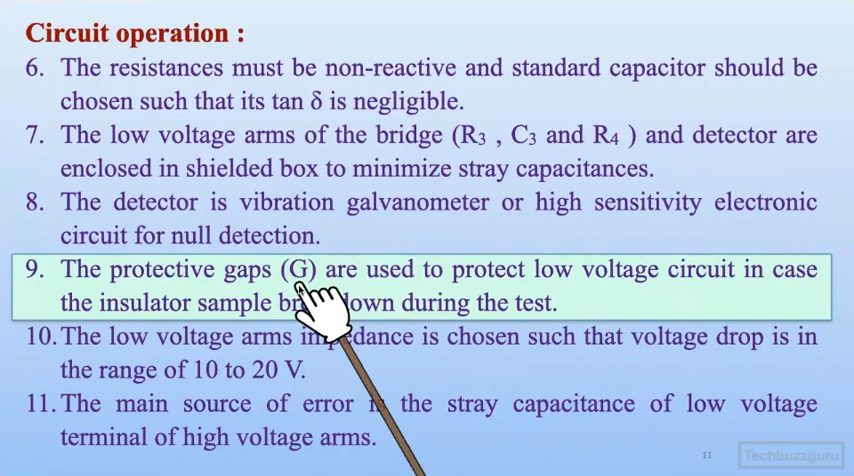 Circuit operation :
6. The resistances must be non-reactive and standard capacitor should be
chosen such that its tan δ is negligible.
7. The low voltage arms of the bridge (R3 , C3 and R4 ) and detector are
enclosed in shielded box to minimize stray capacitances.
8. The detector is vibration galvanometer or high sensitivity electronic
circuit for null detection.
9. The protective gaps (G) are used to protect low voltage circuit in case
the insulator sample down during the test.
10. The low voltage arms impedance is chosen such that voltage drop is in
the range of 10 to 20 V.
11. The main source of error is the stray capacitance of low voltage
terminal of high voltage arms.
11
Techbuzzguru